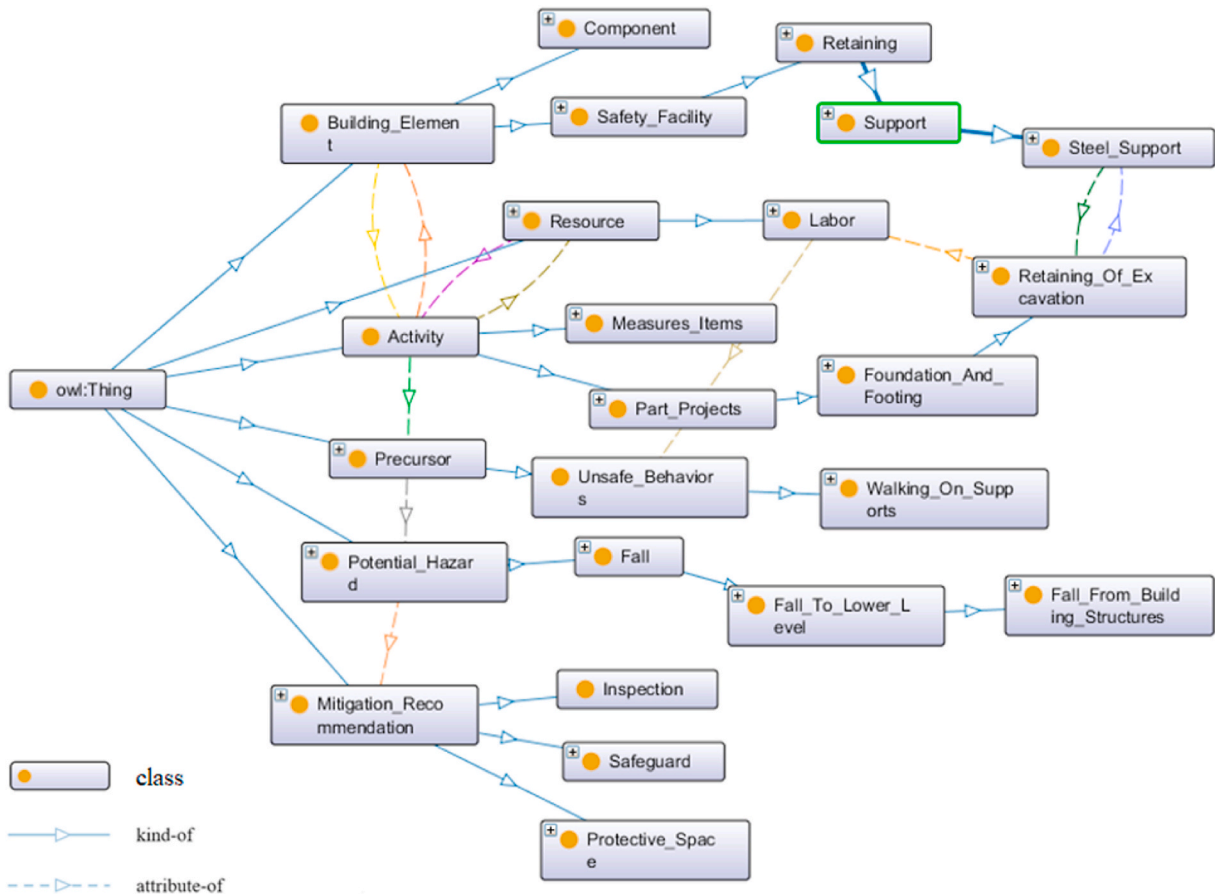 Component
Retaining
Building_Elemen
t
Safety_Facility
Support
Steel_Support
Resource
Labor
Retaining_Of_Ex
cavation
Activity
Measures_Items
owl:Thing
Part_Projects
Foundation_And_
Footing
Precursor
Unsafe_Behavior
s
Walking_On_Supp
orts
Potential_Hazar
d
Fall
Fall_To_Lower_L
evel
Fall_From_Build
ing_Structures
Mitigation_Reco
mmendation
Inspection
Safeguard
Protective_Spac
e
class
kind-of
attribute-of